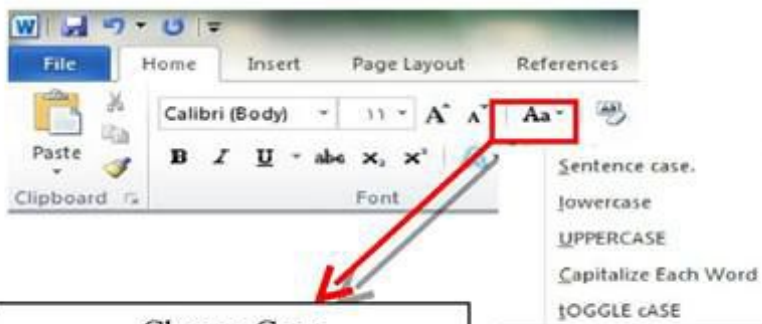 W
File Home Insert Page Layout References
Calibri (Body) 11 A A Aa
Paste B I U abc x₂ x²
Clipboard Font
Sentence case.
lowercase
UPPERCASE
Capitalize Each Word
tOGGLE cASE